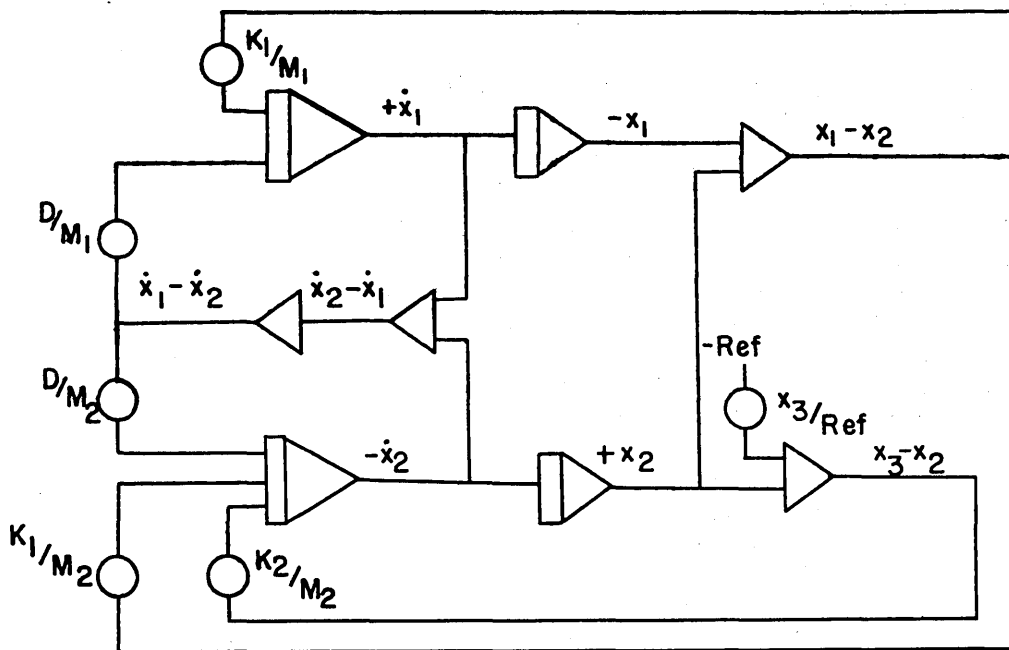 K1/M1
+ẋ1
-x1
x1-x2
D/M1
ẋ1-ẋ2
ẋ2-ẋ1
-Ref
D/M2
x3/Ref
-ẋ2
+x2
x3-x2
K1/M2
K2/M2